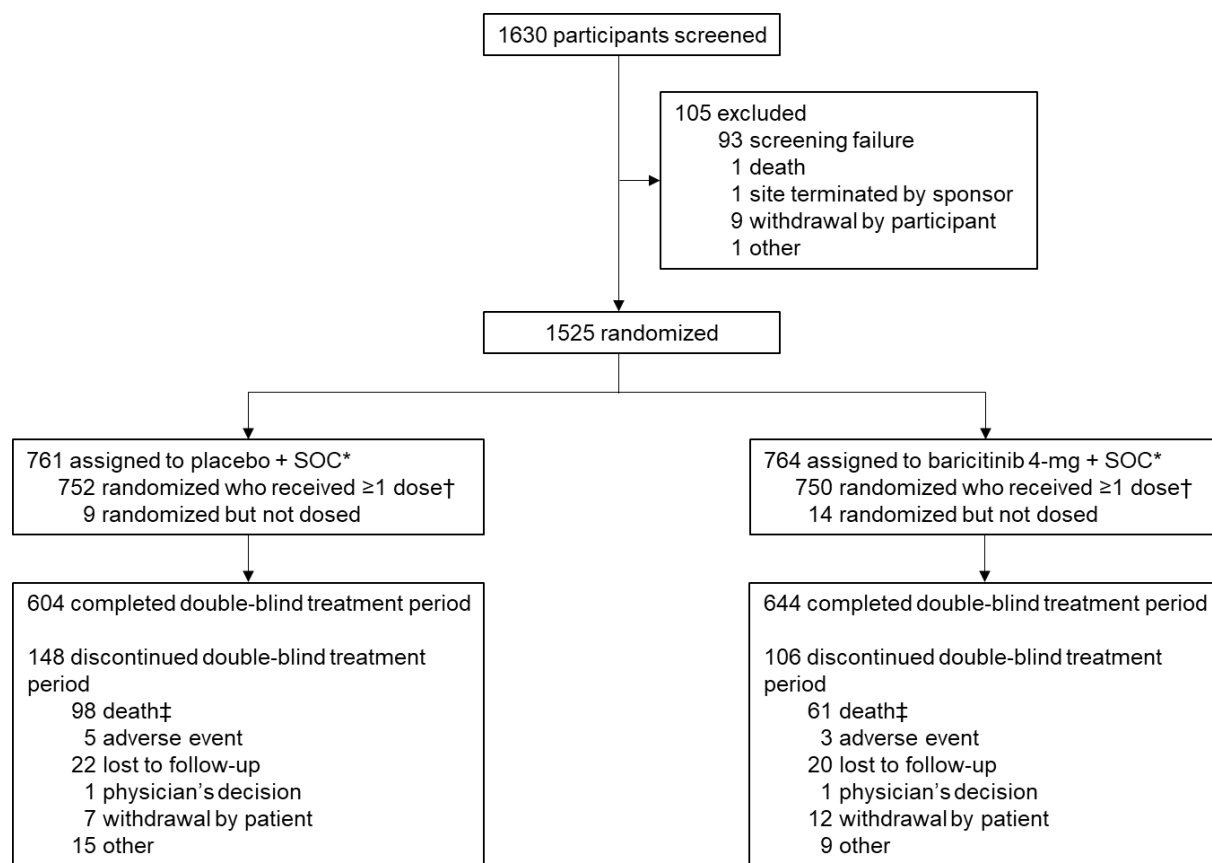 1630 participants screened
105 excluded
93 screening failure
1 death
1 site terminated by sponsor
9 withdrawal by participant
1 other
1525 randomized
761 assigned to placebo + SOC*
752 randomized who received ≥1 dose†
9 randomized but not dosed
764 assigned to baricitinib 4-mg + SOC*
750 randomized who received ≥1 dose†
14 randomized but not dosed
604 completed double-blind treatment period
148 discontinued double-blind treatment
period
98 death‡
5 adverse event
22 lost to follow-up
1 physician’s decision
7 withdrawal by patient
15 other
644 completed double-blind treatment period
106 discontinued double-blind treatment
period
61 death‡
3 adverse event
20 lost to follow-up
1 physician’s decision
12 withdrawal by patient
9 other